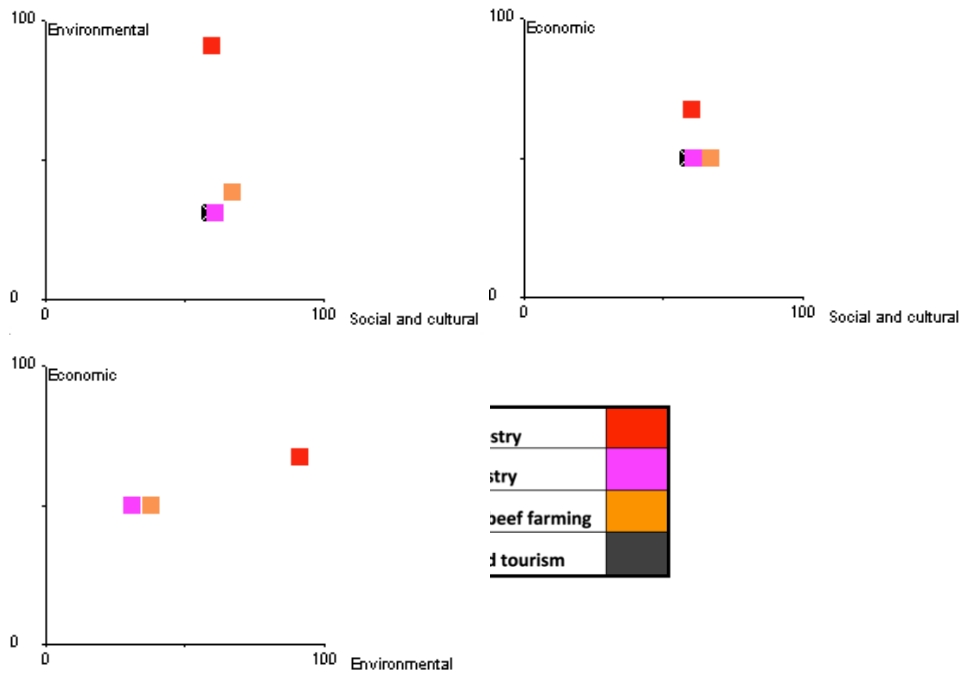 100
Environmental
0
0
100
Social and cultural
100
Economic
0
0
100
Social and cultural
100
Economic
0
0
100
Environmental
stry
stry
beef farming
d tourism